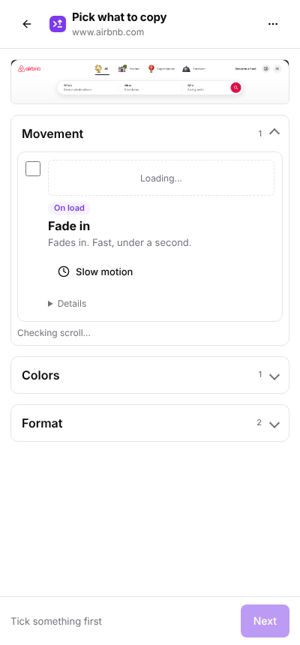 Pick what to copy
www.airbnb.com
airbnb
Movement 1
Loading...
On load
Fade in
Fades in. Fast, under a second.
Slow motion
Details
Checking scroll...
Colors 1
Format 2
Tick something first
Next